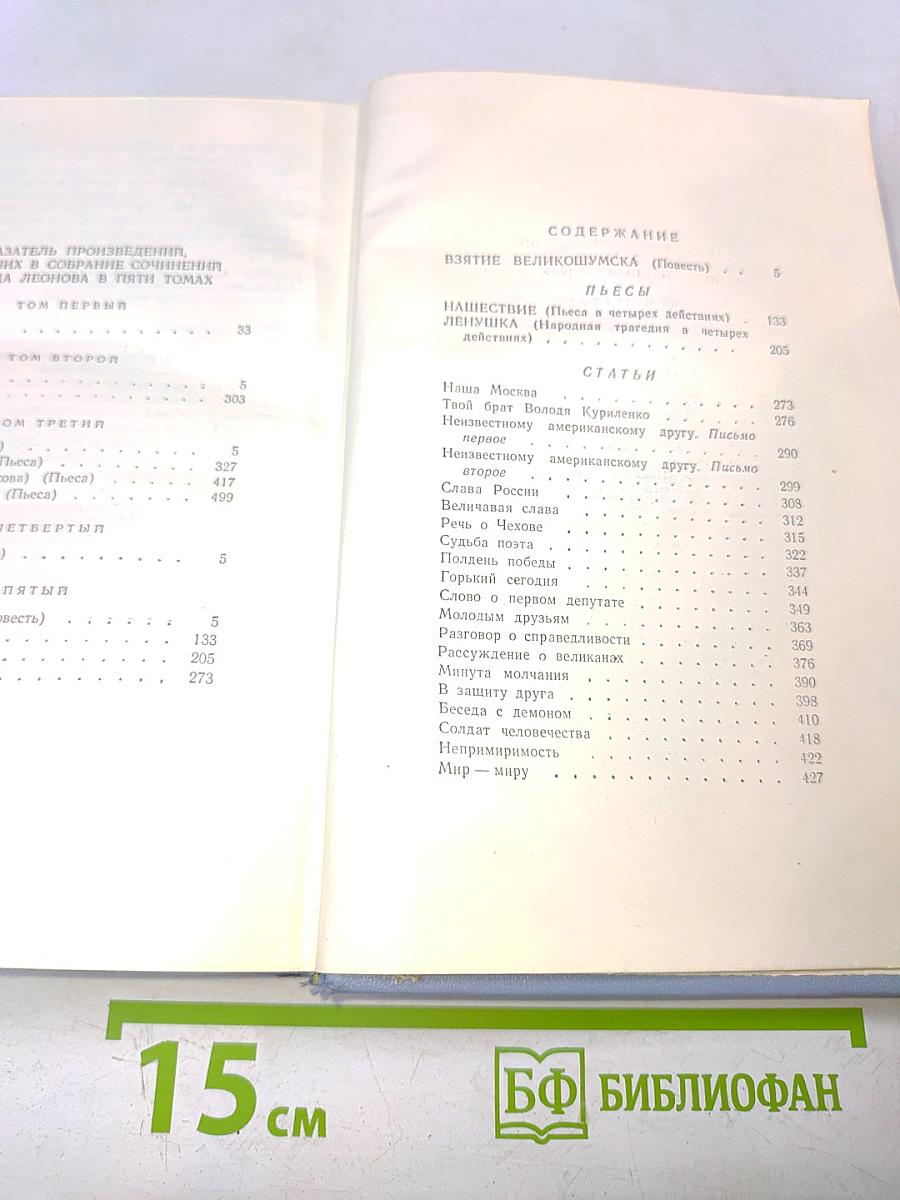 АЗАТЕЛЬ ПРОИЗВЕДЕНИЙ,
ИХ В СОБРАНИЕ СОЧИНЕНИЙ
ДА ЛЕОНОВА В ПЯТИ ТОМАХ
ТОМ ПЕРВЫЙ
. . . . . . . . . . 33
ТОМ ВТОРОЙ
. . . . . . . . . . 5
. . . . . . . . . . 303
ОМ ТРЕТИЙ
) . . . . . . . . . . 5
Пьеса) . . . . . . . . 327
кова) (Пьеса) . . . . . . 417
(Пьеса) . . . . . . . 499
ЧЕТВЕРТЫЙ
) . . . . . . . . . . 5
ПЯТЫЙ
овесть) . . . . . . 5
. . . . . . . . . . 133
. . . . . . . . . . 205
. . . . . . . . . . 273
СОДЕРЖАНИЕ
ВЗЯТИЕ ВЕЛИКОШУМСКА (Повесть) . . 5
ПЬЕСЫ
НАШЕСТВИЕ (Пьеса в четырех действиях) . 133
ЛЕНУШКА (Народная трагедия в четырех
действиях) . . . . . . . . . . 205
СТАТЬИ
Наша Москва . . . . . . . . . . 273
Твой брат Володя Куриленко . . . . . . 276
Неизвестному американскому другу. Письмо
первое . . . . . . . . . . 290
Неизвестному американскому другу. Письмо
второе . . . . . . . . . . 299
Слава России . . . . . . . . . . 308
Величавая слава . . . . . . . . . . 312
Речь о Чехове . . . . . . . . . . 315
Судьба поэта . . . . . . . . . . 322
Полдень победы . . . . . . . . . . 337
Горький сегодня . . . . . . . . . . 344
Слово о первом депутате . . . . . . . 349
Молодым друзьям . . . . . . . . . 363
Разговор о справедливости . . . . . . . 369
Рассуждение о великанах . . . . . . . 376
Минута молчания . . . . . . . . . 390
В защиту друга . . . . . . . . . . 398
Беседа с демоном . . . . . . . . . 410
Солдат человечества . . . . . . . . 418
Непримиримость . . . . . . . . . 422
Мир — миру . . . . . . . . . . 427
15 см
БФ БИБЛИОФАН